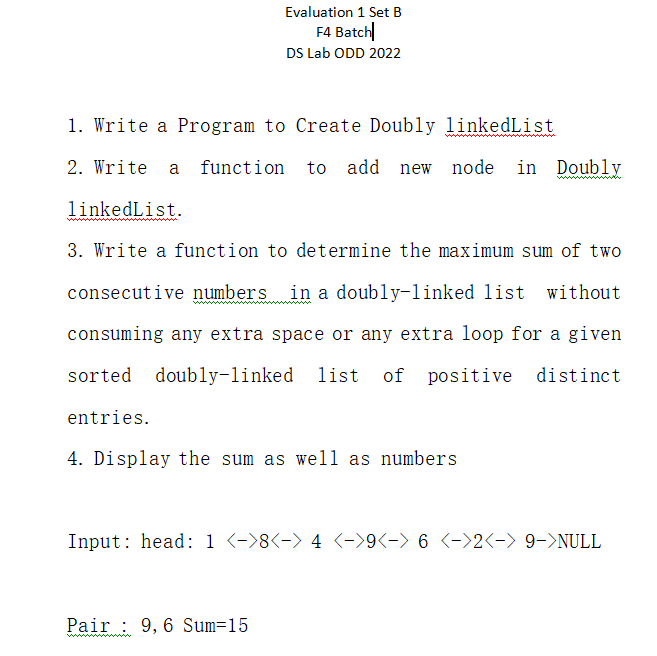 Evaluation 1 Set B
F4 Batch
DS Lab ODD 2022
1. Write a Program to Create Doubly linkedList
2. Write a function to add new node in Doubly
linkedList.
3. Write a function to determine the maximum sum of two
consecutive numbers in a doubly-linked list without
consuming any extra space or any extra loop for a given
sorted doubly-linked list of positive distinct
entries.
4. Display the sum as well as numbers
Input: head: 1 <->8<-> 4 <->9<-> 6 <->2<-> 9->NULL
Pair : 9,6 Sum=15